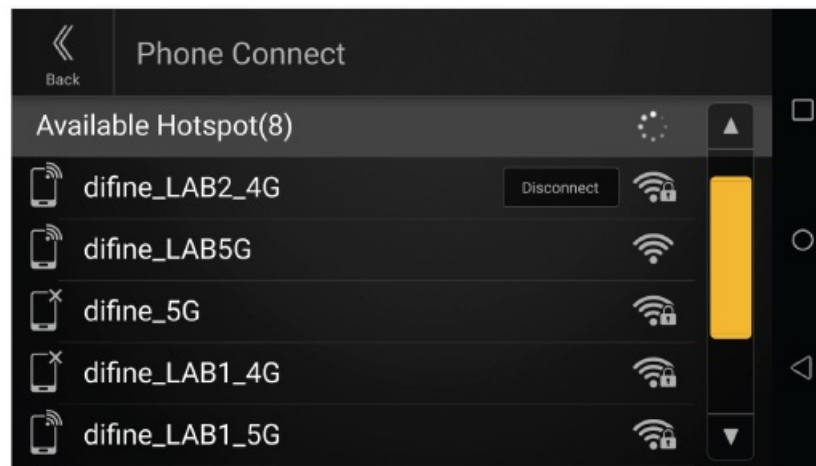 Back
Phone Connect
Available Hotspot(8)
difine_LAB2_4G Disconnect
difine_LAB5G
difine_5G
difine_LAB1_4G
difine_LAB1_5G